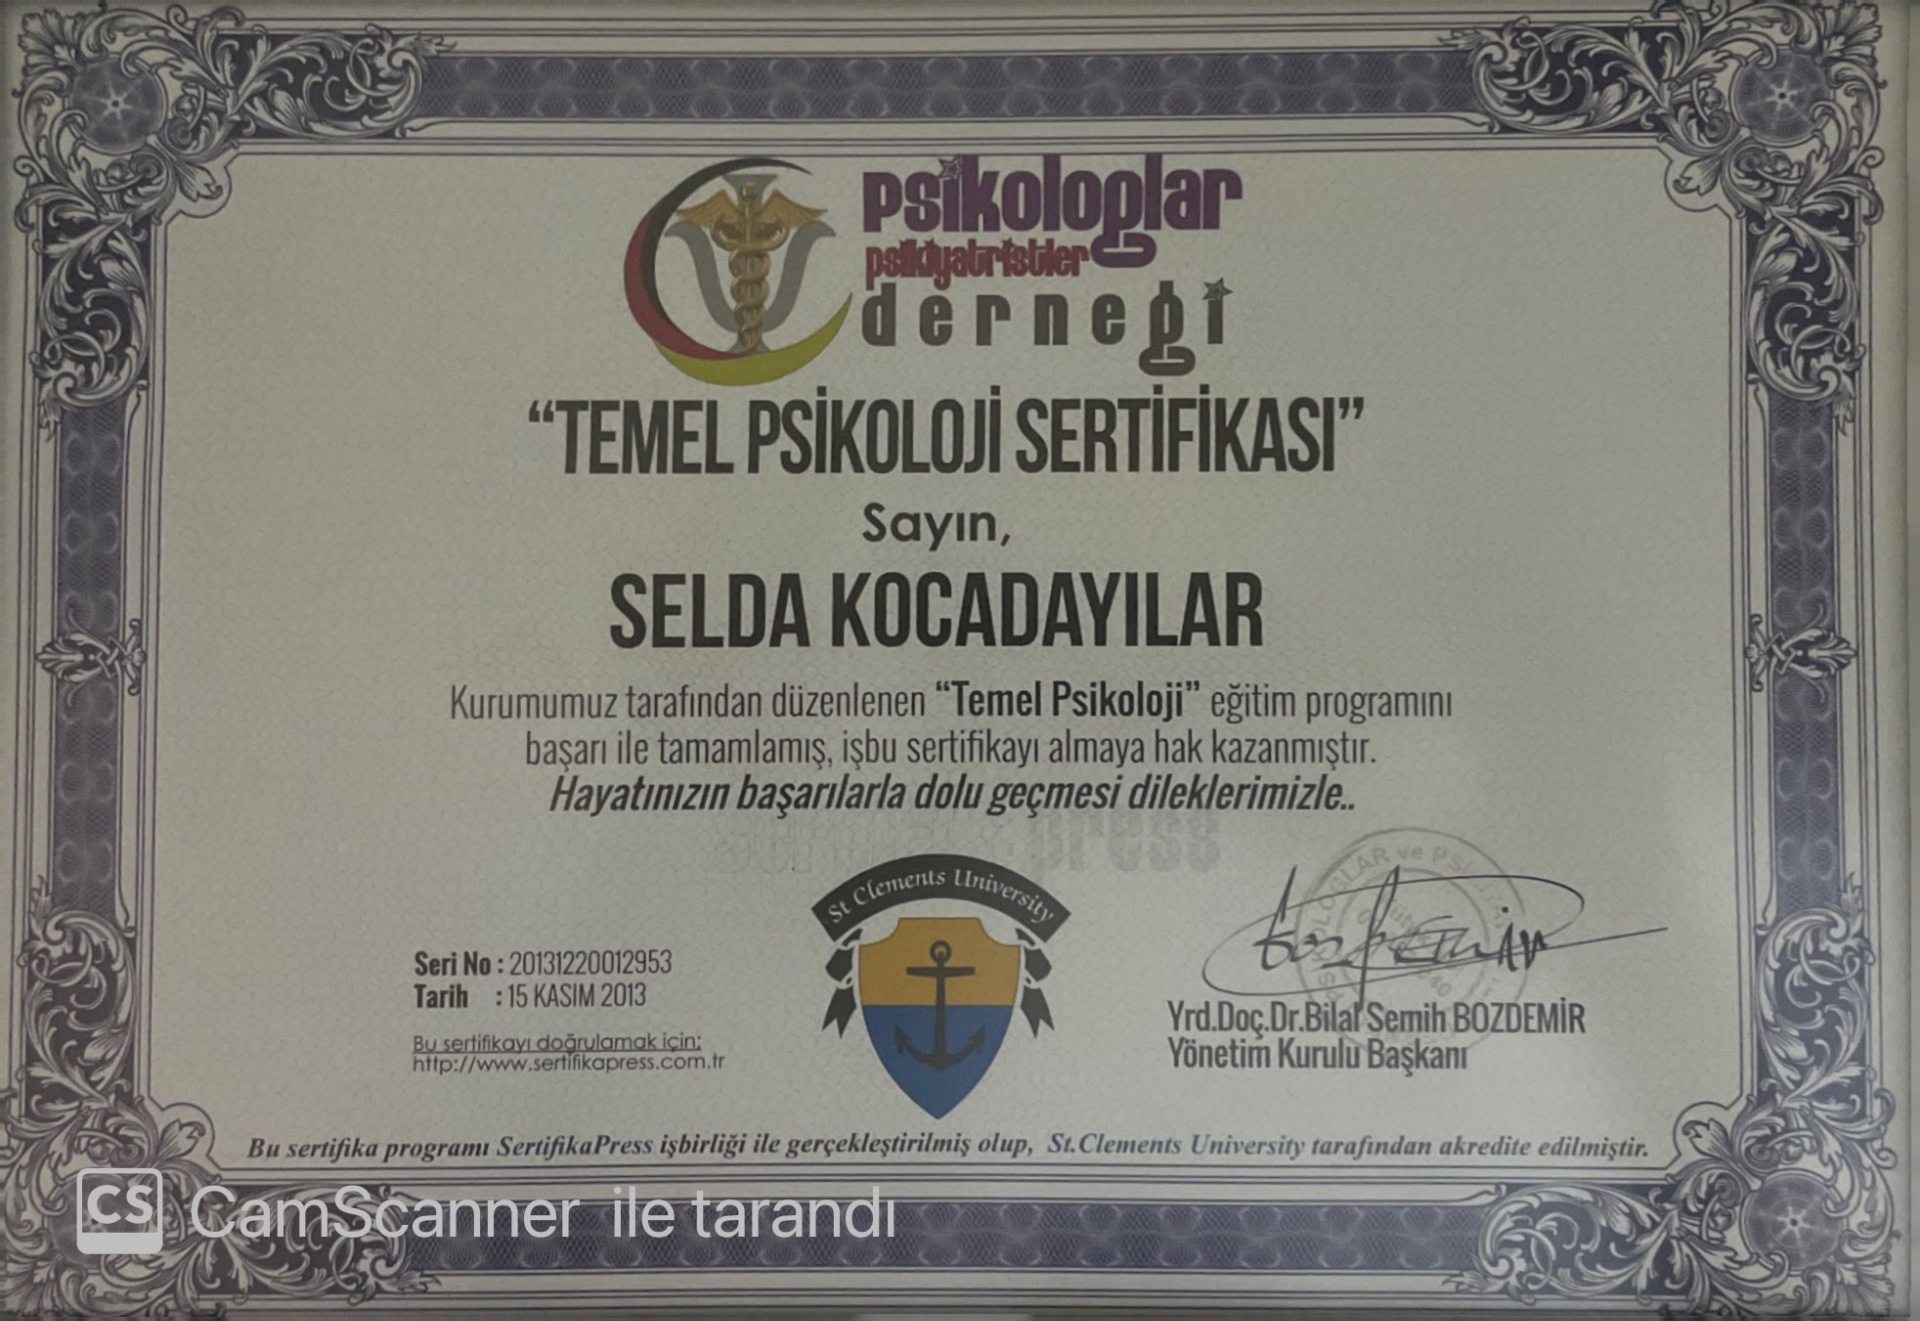 psikologlar
psikiyatristler
derneği
“TEMEL PSİKOLOJİ SERTİFİKASI”
Sayın,
SELDA KOCADAYILAR
Kurumumuz tarafından düzenlenen “Temel Psikoloji” eğitim programını
başarı ile tamamlamış, işbu sertifikayı almaya hak kazanmıştır.
Hayatınızın başarılarla dolu geçmesi dileklerimizle..
press
St Clements University
Seri No : 20131220012953
Tarih : 15 KASIM 2013
Bu sertifikayı doğrulamak için:
http://www.sertifikapress.com.tr
Yrd.Doç.Dr.Bilal Semih BOZDEMİR
Yönetim Kurulu Başkanı
Bu sertifika programı SertifikaPress işbirliği ile gerçekleştirilmiş olup, St.Clements University tarafından akredite edilmiştir.
CS CamScanner ile tarandı